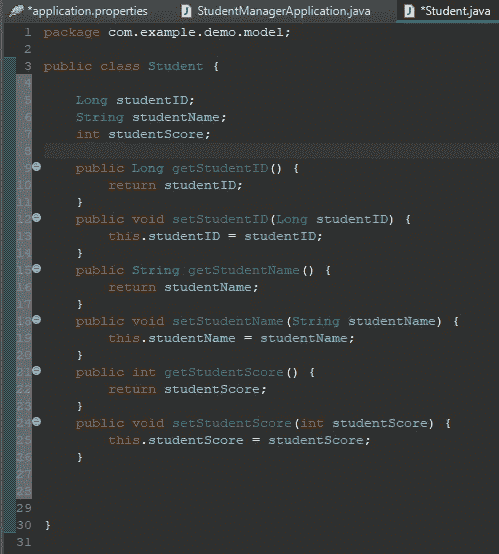 *application.properties StudentManagerApplication.java *Student.java
1 package com.example.demo.model;
2
3 public class Student {
4
5     Long studentID;
6     String studentName;
7     int studentScore;
8
9     public Long getStudentID() {
10         return studentID;
11     }
12     public void setStudentID(Long studentID) {
13         this.studentID = studentID;
14     }
15     public String getStudentName() {
16         return studentName;
17     }
18     public void setStudentName(String studentName) {
19         this.studentName = studentName;
20     }
21     public int getStudentScore() {
22         return studentScore;
23     }
24     public void setStudentScore(int studentScore) {
25         this.studentScore = studentScore;
26     }
27
28
29
30 }
31